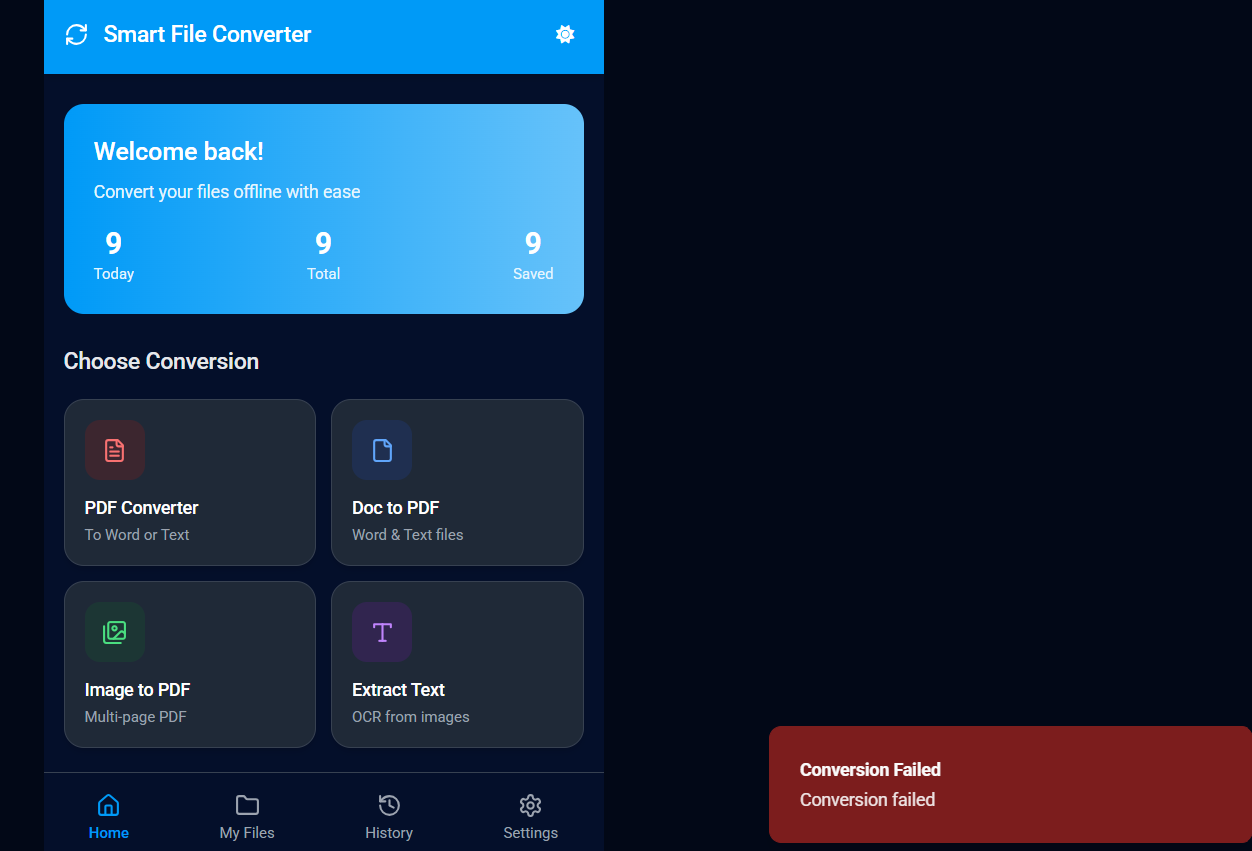 Smart File Converter
Welcome back!
Convert your files offline with ease
9 9 9
Today Total Saved
Choose Conversion
PDF Converter
To Word or Text
Doc to PDF
Word & Text files
Image to PDF
Multi-page PDF
Extract Text
OCR from images
Home My Files History Settings
Conversion Failed
Conversion failed